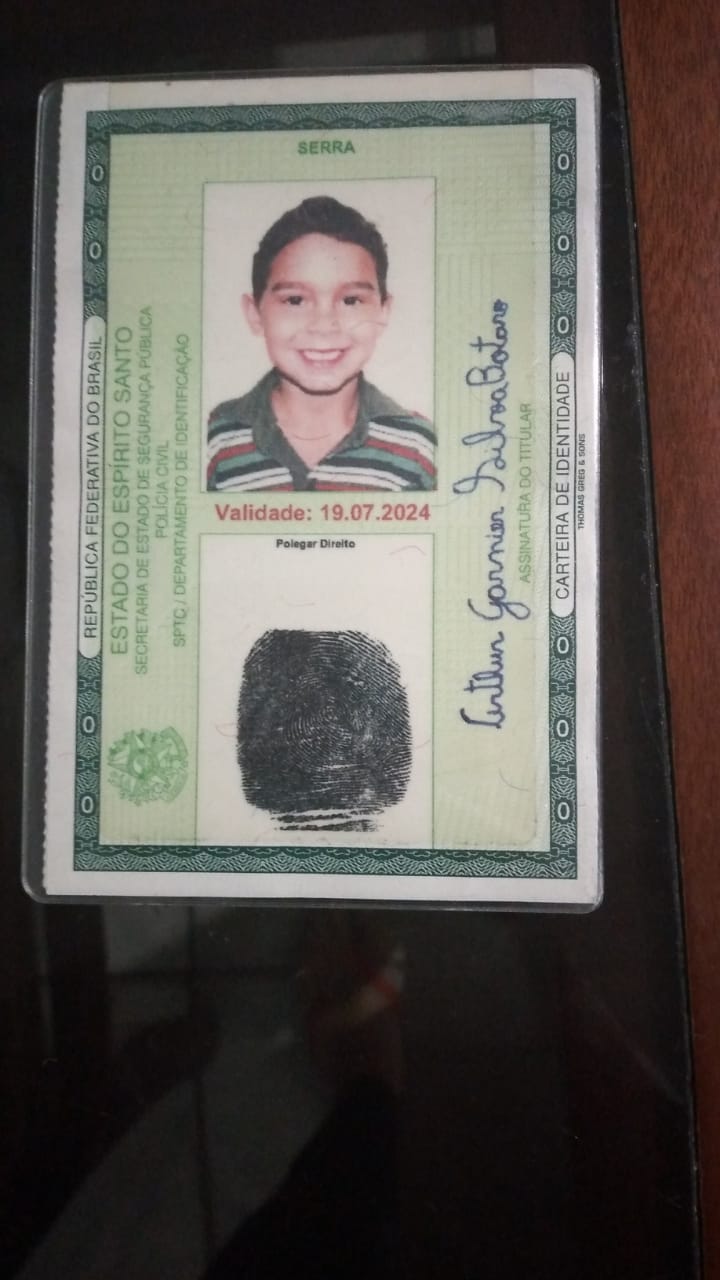 SERRA
REPÚBLICA FEDERATIVA DO BRASIL
ESTADO DO ESPÍRITO SANTO
SECRETARIA DE ESTADO DE SEGURANÇA PÚBLICA
POLÍCIA CIVIL
SPTC / DEPARTAMENTO DE IDENTIFICAÇÃO
Validade: 19.07.2024
Polegar Direito
Arthur Garnier Silva Botaro
ASSINATURA DO TITULAR
CARTEIRA DE IDENTIDADE
THOMAS GREG & SONS